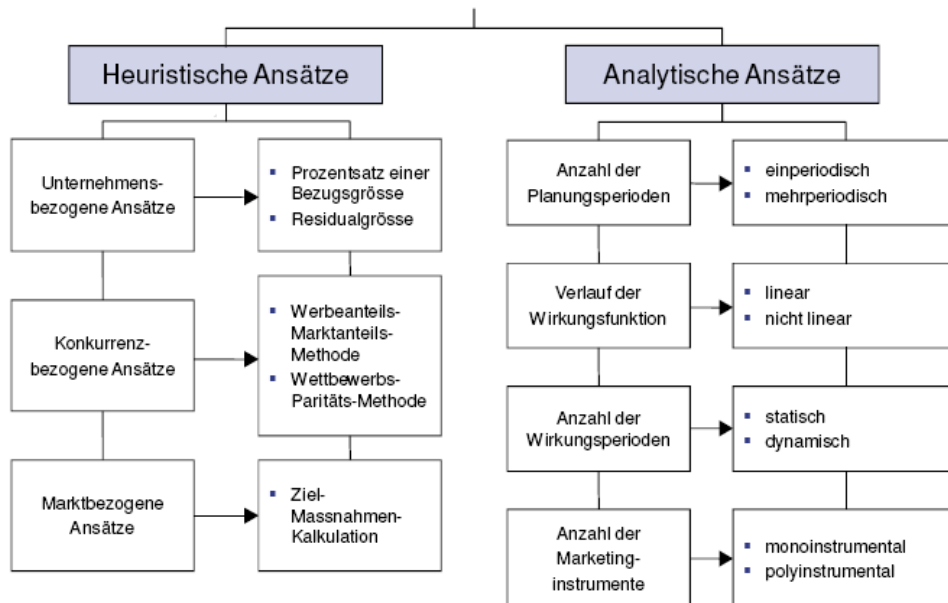 Heuristische Ansätze
Unternehmens-
bezogene Ansätze
Prozentsatz einer
Bezugsgrösse
Residualgrösse
Konkurrenz-
bezogene Ansätze
Werbeanteils-
Marktanteils-
Methode
Wettbewerbs-
Paritäts-Methode
Marktbezogene
Ansätze
Ziel-
Massnahmen-
Kalkulation
Analytische Ansätze
Anzahl der
Planungsperioden
einperiodisch
mehrperiodisch
Verlauf der
Wirkungsfunktion
linear
nicht linear
Anzahl der
Wirkungsperioden
statisch
dynamisch
Anzahl der
Marketing-
instrumente
monoinstrumental
polyinstrumental